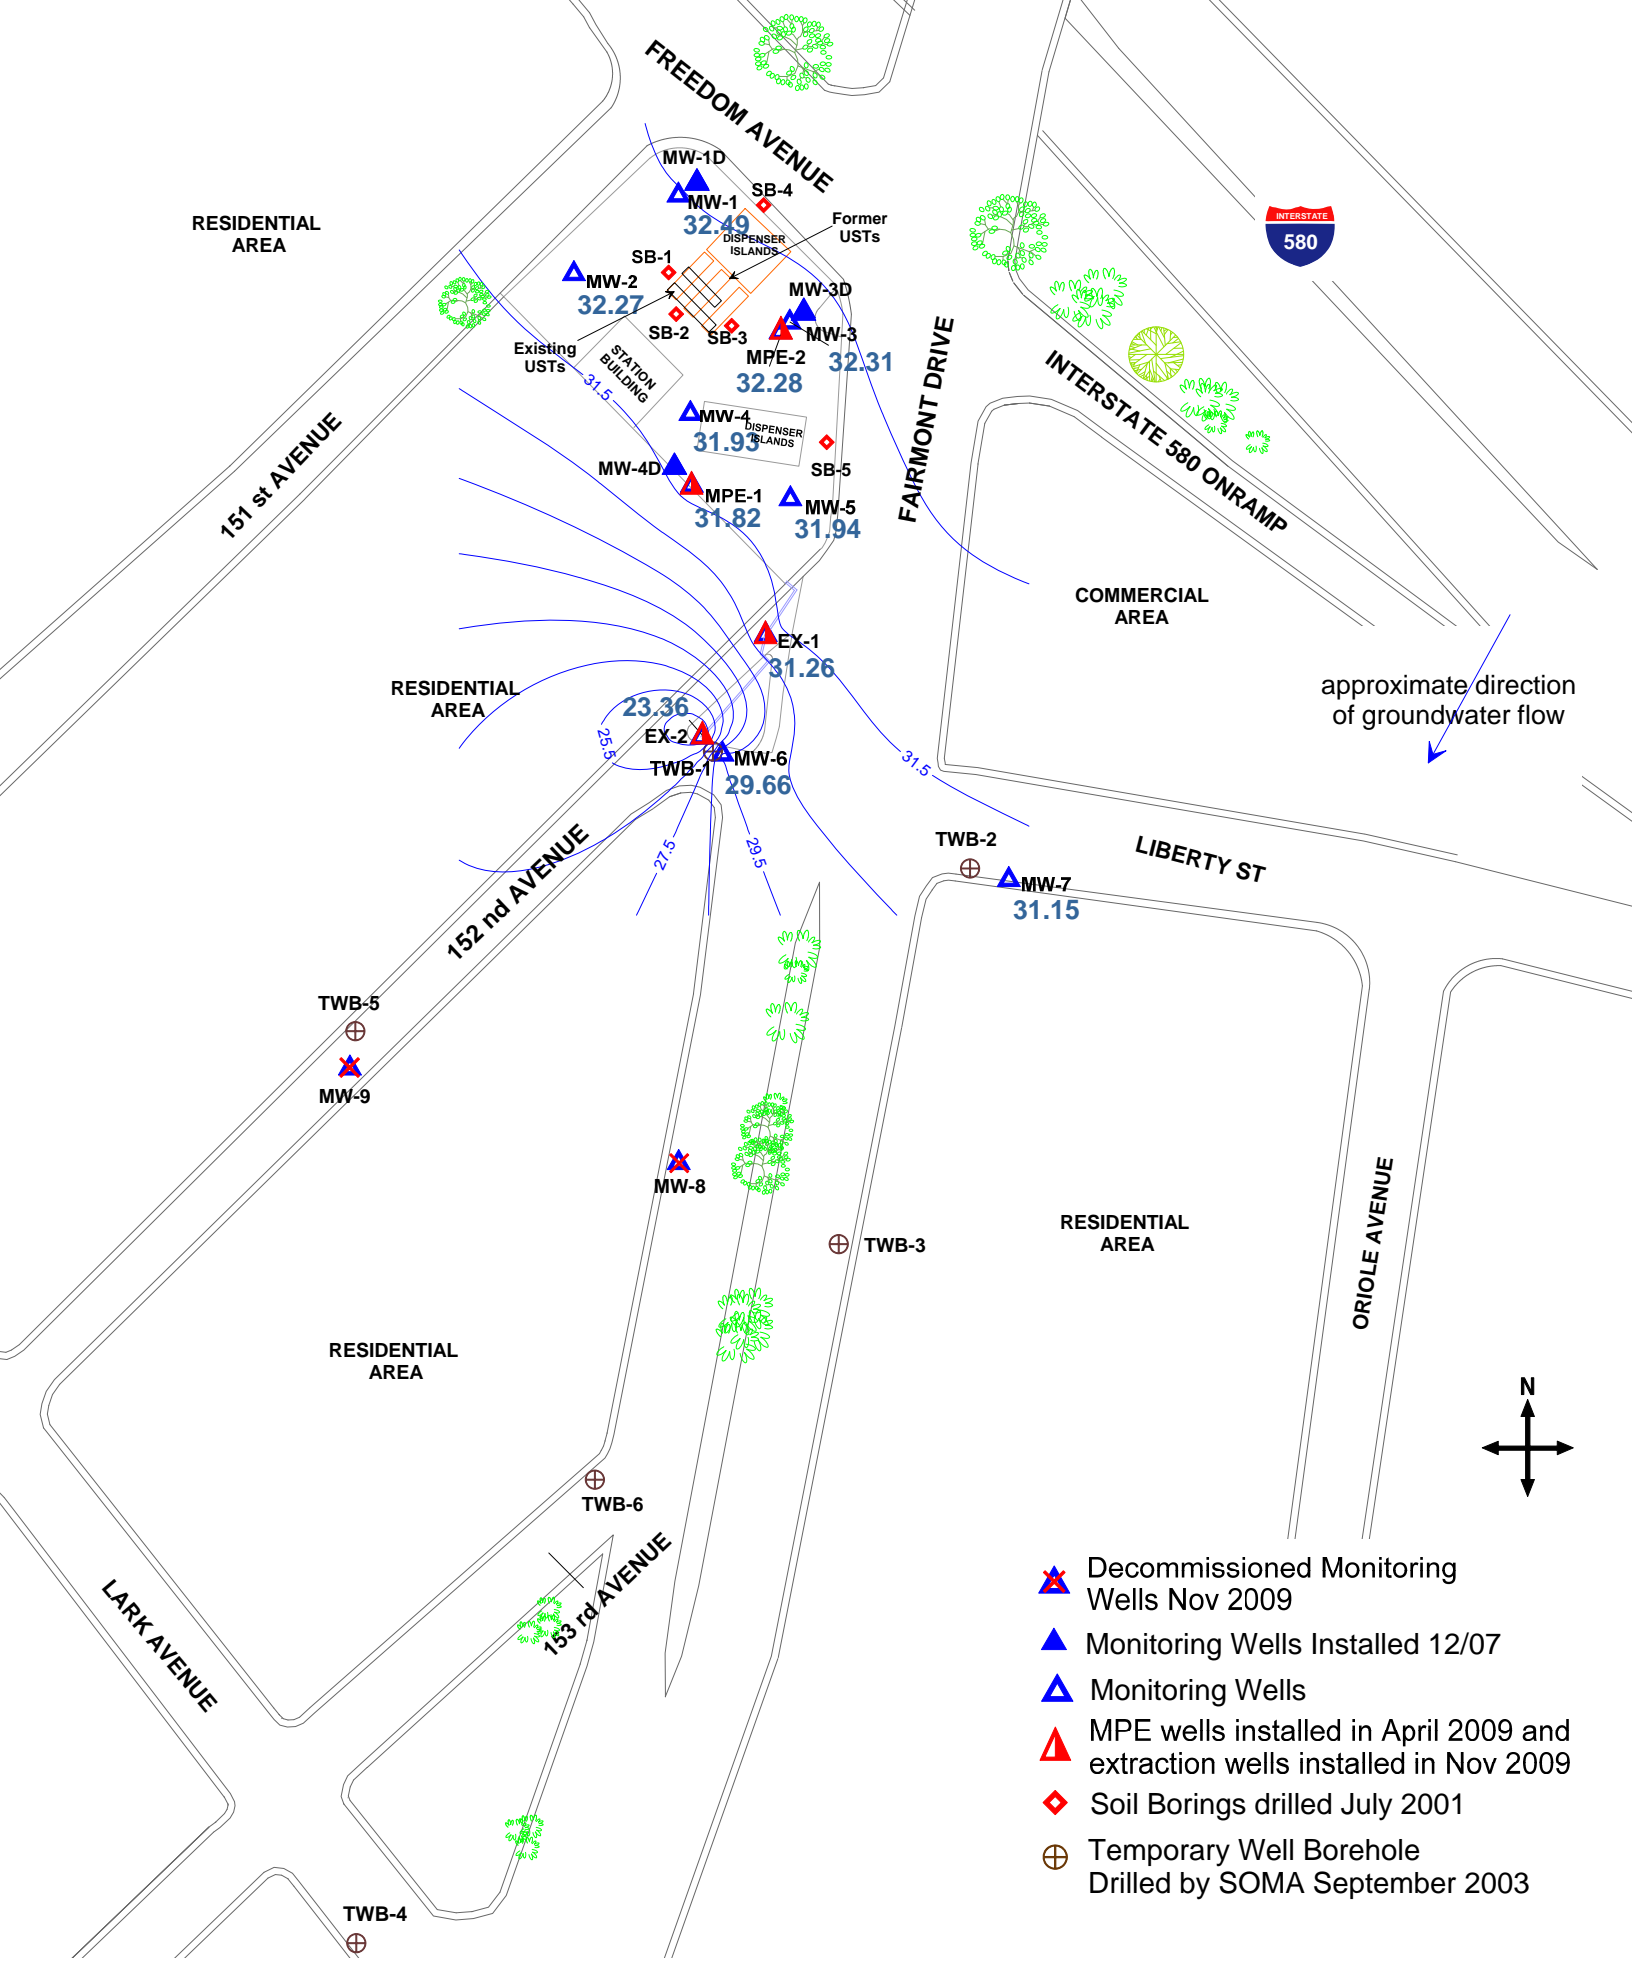 FREEDOM AVENUE
MW-1D
MW-1
32.49
SB-4
Former
USTs
DISPENSER
ISLANDS
RESIDENTIAL
AREA
INTERSTATE
580
SB-1
MW-2
32.27
MW-3D
SB-2
SB-3
MW-3
32.31
MPE-2
32.28
Existing
USTs
STATION
BUILDING
31.5
FAIRMONT DRIVE
INTERSTATE 580 ONRAMP
MW-4
31.93
DISPENSER
ISLANDS
SB-5
151 st AVENUE
MW-4D
MPE-1
31.82
MW-5
31.94
COMMERCIAL
AREA
EX-1
31.26
RESIDENTIAL
AREA
approximate direction
of groundwater flow
23.36
EX-2
25.5
TWB-1
MW-6
29.66
31.5
27.5
29.5
152 nd AVENUE
TWB-2
LIBERTY ST
MW-7
31.15
TWB-5
MW-9
MW-8
TWB-3
RESIDENTIAL
AREA
ORIOLE AVENUE
RESIDENTIAL
AREA
N
TWB-6
153 rd AVENUE
LARK AVENUE
TWB-4
Decommissioned Monitoring
Wells Nov 2009
Monitoring Wells Installed 12/07
Monitoring Wells
MPE wells installed in April 2009 and
extraction wells installed in Nov 2009
Soil Borings drilled July 2001
Temporary Well Borehole
Drilled by SOMA September 2003